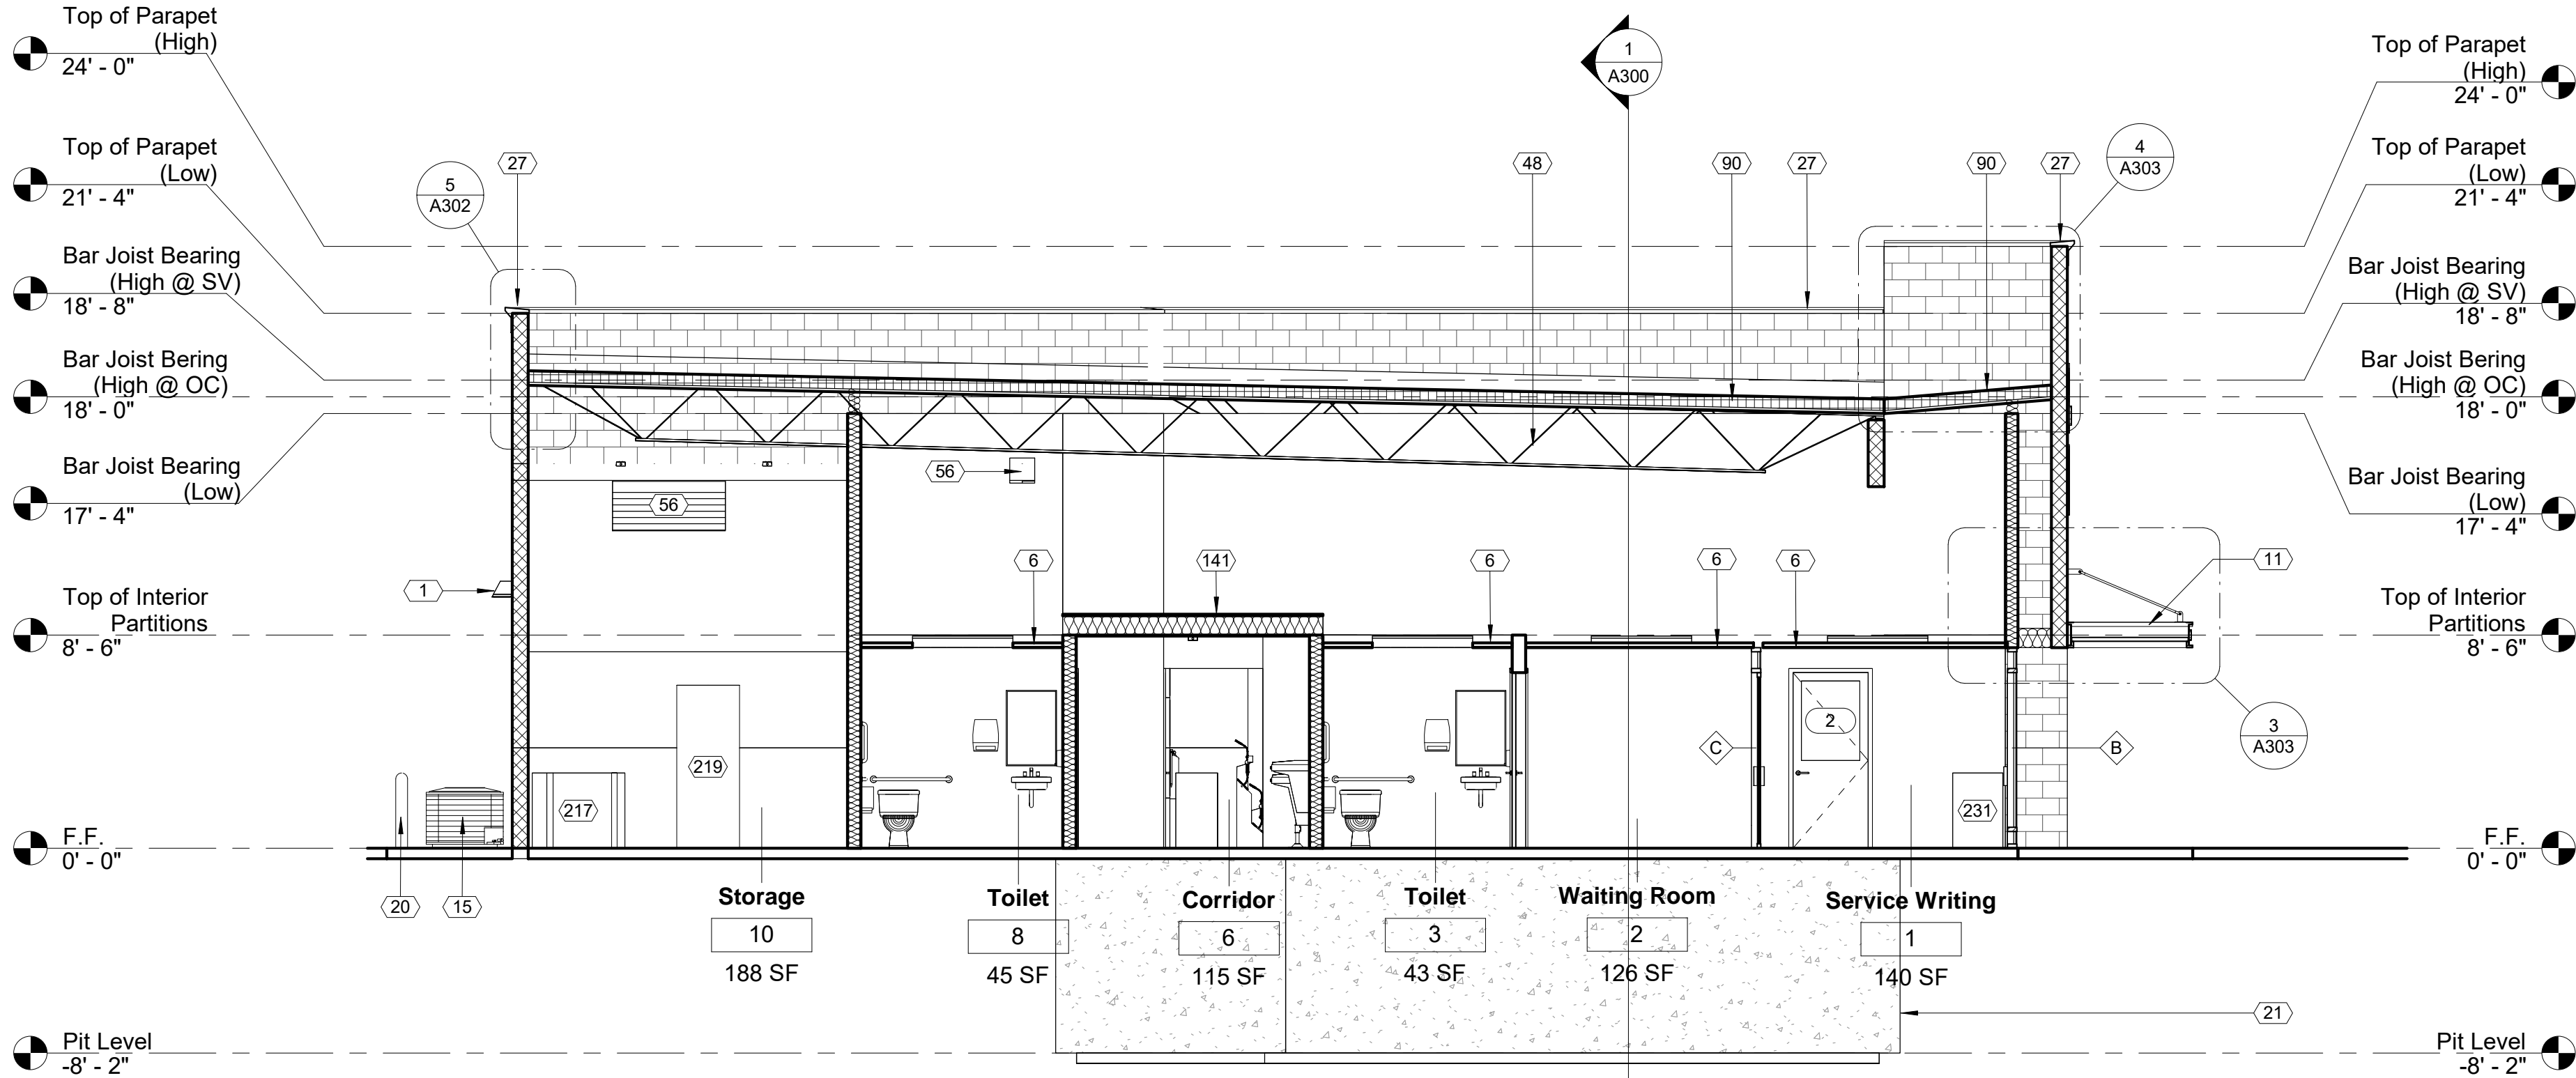 Top of Parapet
(High)
24' - 0"
Top of Parapet
(Low)
21' - 4"
Bar Joist Bearing
(High @ SV)
18' - 8"
Bar Joist Bering
(High @ OC)
18' - 0"
Bar Joist Bearing
(Low)
17' - 4"
Top of Interior
Partitions
8' - 6"
F.F.
0' - 0"
Pit Level
-8' - 2"
5
A302
27
1
A300
48
90
27
90
27
4
A303
56
56
1
6
141
6
6
6
11
217
219
C
2
231
B
3
A303
20
15
Storage
10
188 SF
Toilet
8
45 SF
Corridor
6
115 SF
Toilet
3
43 SF
Waiting Room
2
126 SF
Service Writing
1
140 SF
21
Top of Parapet
(High)
24' - 0"
Top of Parapet
(Low)
21' - 4"
Bar Joist Bearing
(High @ SV)
18' - 8"
Bar Joist Bering
(High @ OC)
18' - 0"
Bar Joist Bearing
(Low)
17' - 4"
Top of Interior
Partitions
8' - 6"
F.F.
0' - 0"
Pit Level
-8' - 2"